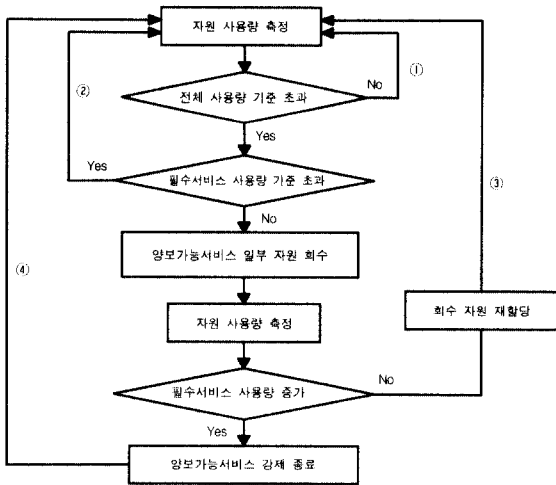 자원 사용량 측정
①
No
②
전체 사용량 기준 초과
Yes
Yes
필수서비스 사용량 기준 초과
③
No
양보가능서비스 일부 자원 회수
④
회수 자원 재할당
자원 사용량 측정
No
필수서비스 사용량 증가
Yes
양보가능서비스 강제 종료